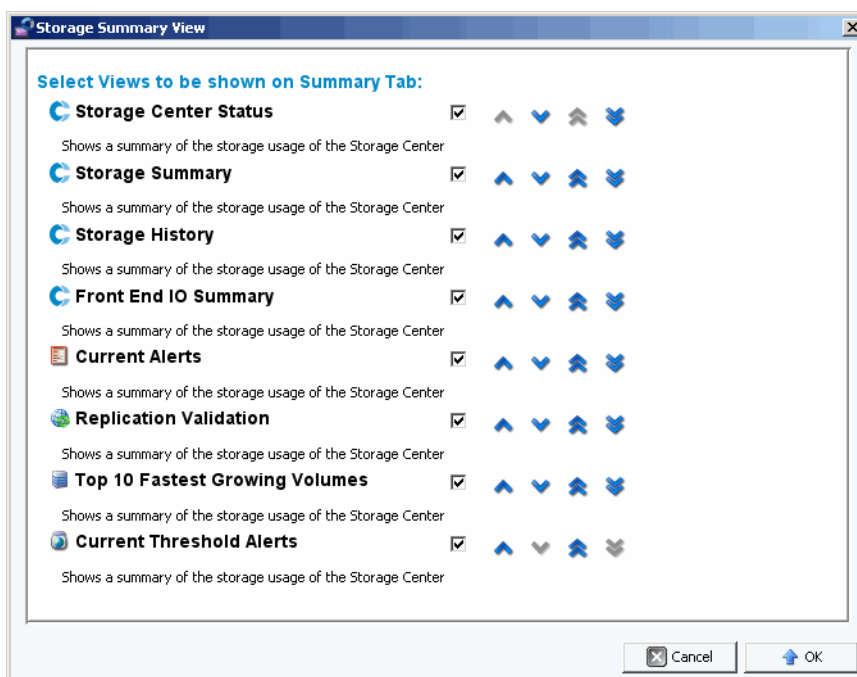 Storage Summary View
Select Views to be shown on Summary Tab:
Storage Center Status
Shows a summary of the storage usage of the Storage Center
Storage Summary
Shows a summary of the storage usage of the Storage Center
Storage History
Shows a summary of the storage usage of the Storage Center
Front End IO Summary
Shows a summary of the storage usage of the Storage Center
Current Alerts
Shows a summary of the storage usage of the Storage Center
Replication Validation
Shows a summary of the storage usage of the Storage Center
Top 10 Fastest Growing Volumes
Shows a summary of the storage usage of the Storage Center
Current Threshold Alerts
Shows a summary of the storage usage of the Storage Center
Cancel OK